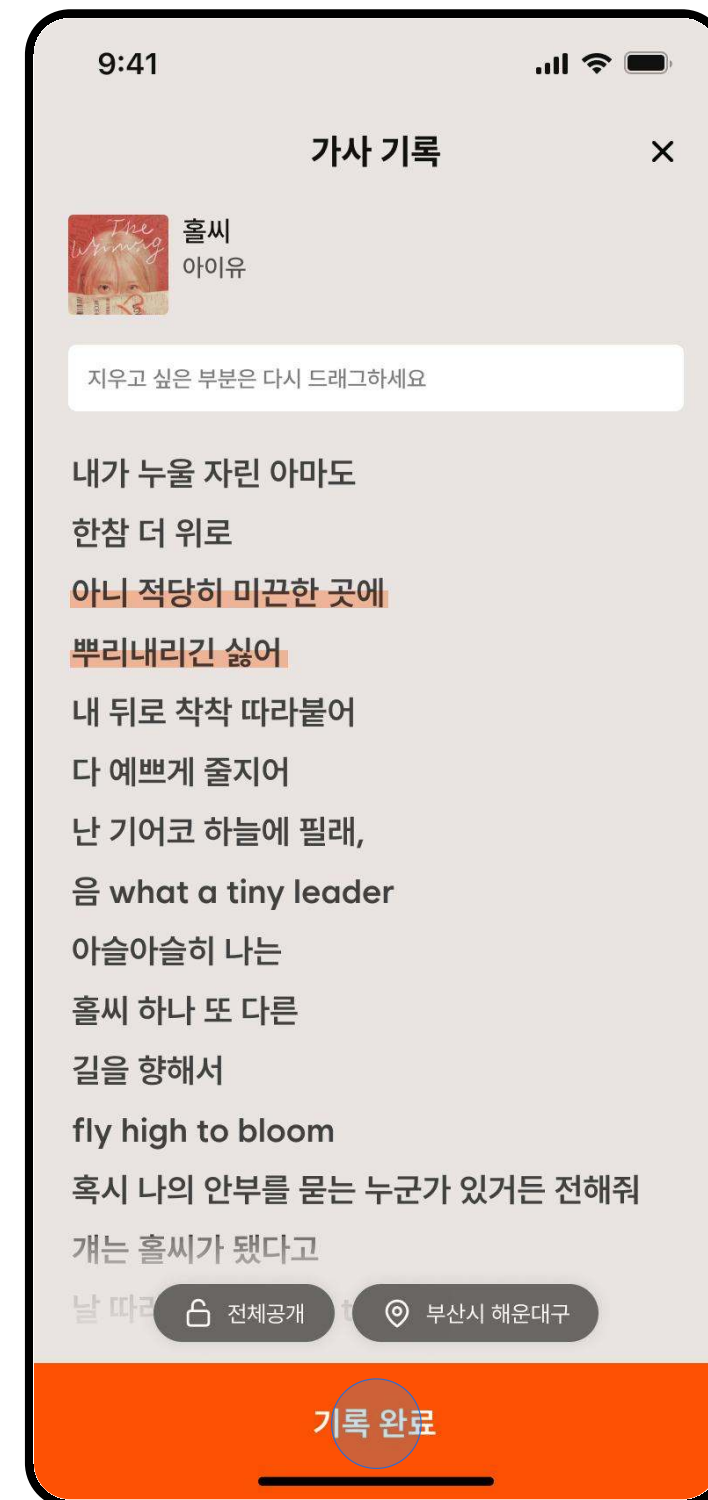 9:41
가사 기록
The Winning
홀씨
아이유
지우고 싶은 부분은 다시 드래그하세요
내가 누울 자린 아마도
한참 더 위로
아니 적당히 미끈한 곳에
뿌리내리긴 싫어
내 뒤로 착착 따라붙어
다 예쁘게 줄지어
난 기어코 하늘에 필래,
음 what a tiny leader
아슬아슬히 나는
홀씨 하나 또 다른
길을 향해서
fly high to bloom
혹시 나의 안부를 묻는 누군가 있거든 전해줘
걔는 홀씨가 됐다고
날
전체공개
부산시 해운대구
기록 완료